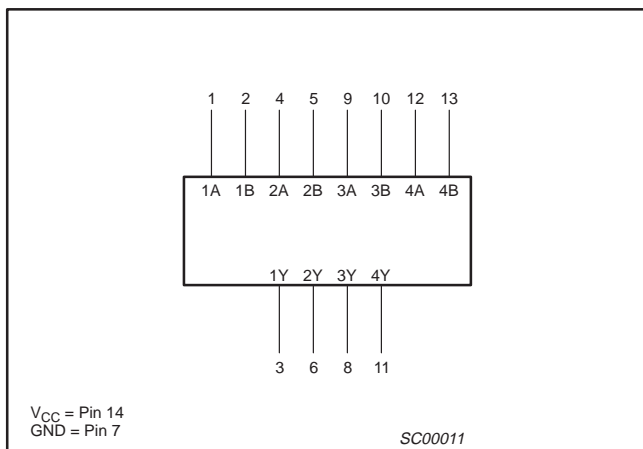 1 2 4 5 9 10 12 13
1A 1B 2A 2B 3A 3B 4A 4B
1Y 2Y 3Y 4Y
3 6 8 11
VCC = Pin 14
GND = Pin 7
SC00011